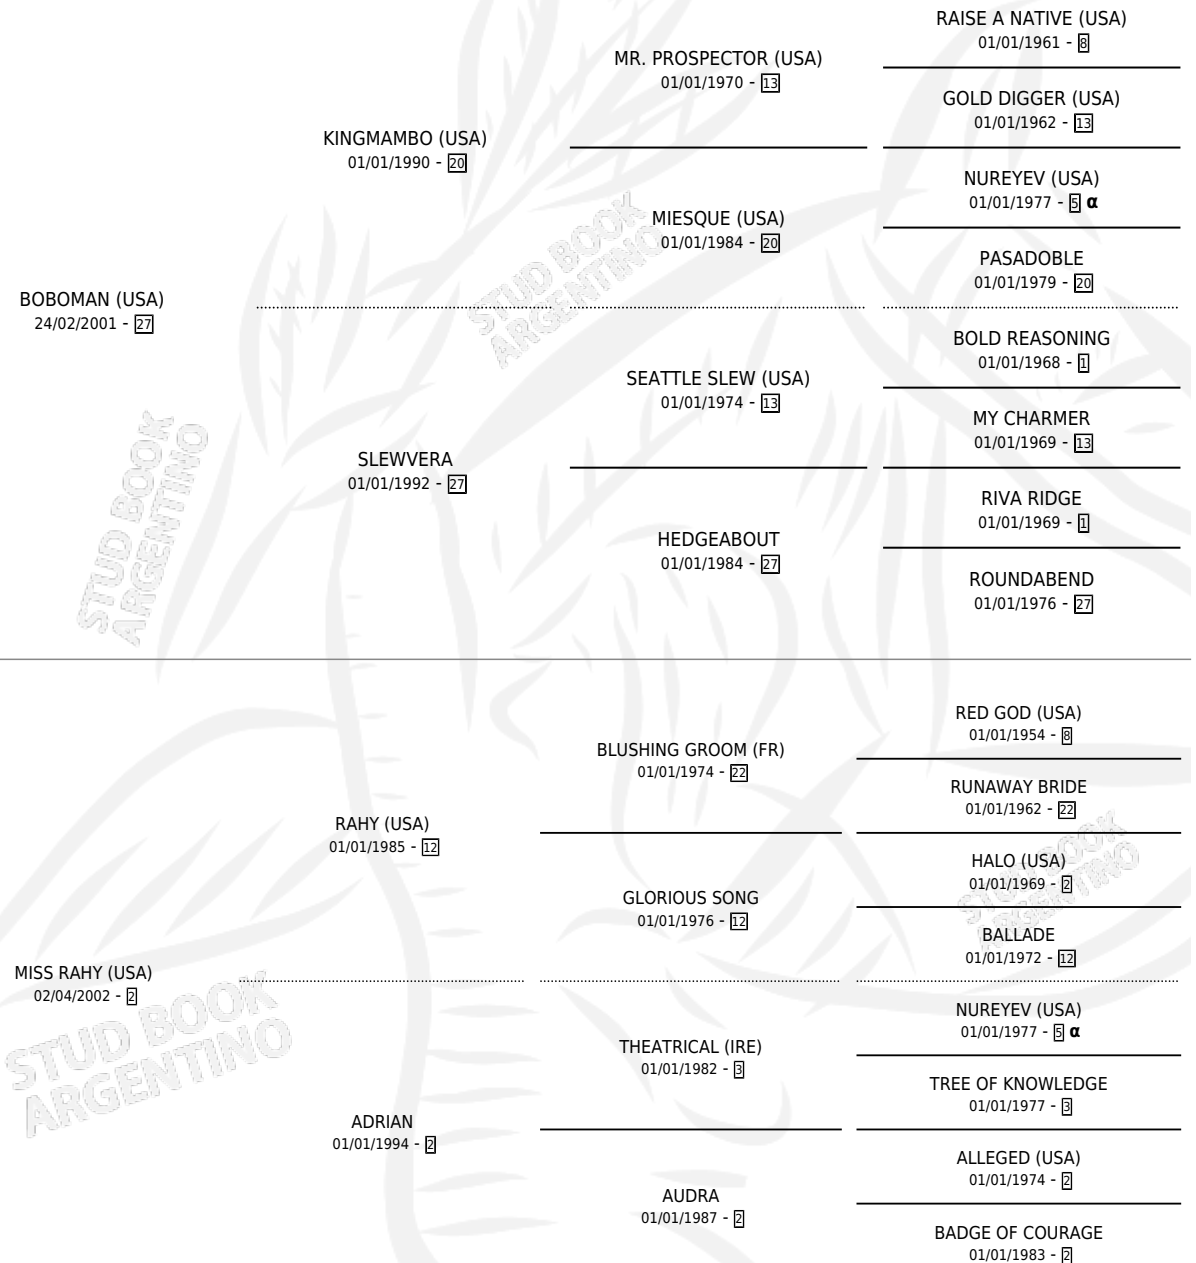 RAISE A NATIVE (USA)
01/01/1961 - 8
MR. PROSPECTOR (USA)
01/01/1970 - 13
GOLD DIGGER (USA)
01/01/1962 - 13
KINGMAMBO (USA)
01/01/1990 - 20
NUREYEV (USA)
01/01/1977 - 5 α
MIESQUE (USA)
01/01/1984 - 20
PASADOBLE
01/01/1979 - 20
BOBOMAN (USA)
24/02/2001 - 27
STUD BOOK
ARGENTINO
BOLD REASONING
01/01/1968 - 1
SEATTLE SLEW (USA)
01/01/1974 - 13
MY CHARMER
01/01/1969 - 13
SLEWVERA
01/01/1992 - 27
STUD BOOK
ARGENTINO
RIVA RIDGE
01/01/1969 - 1
HEDGEABOUT
01/01/1984 - 27
ROUNDABEND
01/01/1976 - 27
RED GOD (USA)
01/01/1954 - 8
BLUSHING GROOM (FR)
01/01/1974 - 22
RUNAWAY BRIDE
01/01/1962 - 22
RAHY (USA)
01/01/1985 - 12
HALO (USA)
01/01/1969 - 2
STUD BOOK
ARGENTINO
GLORIOUS SONG
01/01/1976 - 12
BALLADE
01/01/1972 - 12
MISS RAHY (USA)
02/04/2002 - 2
STUD BOOK
ARGENTINO
NUREYEV (USA)
01/01/1977 - 5 α
THEATRICAL (IRE)
01/01/1982 - 3
TREE OF KNOWLEDGE
01/01/1977 - 3
ADRIAN
01/01/1994 - 2
ALLEGED (USA)
01/01/1974 - 2
AUDRA
01/01/1987 - 2
BADGE OF COURAGE
01/01/1983 - 2